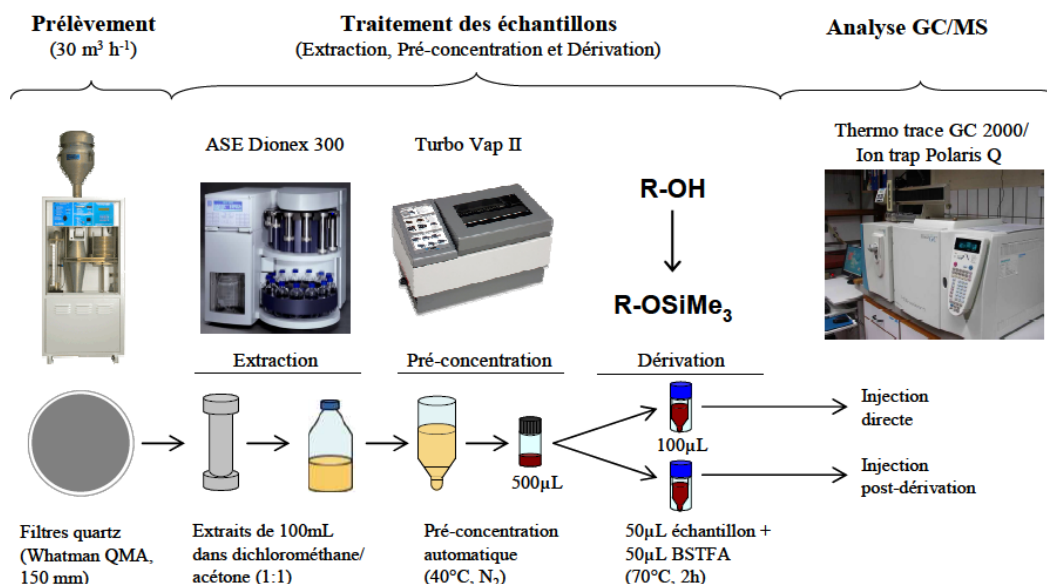 Prélèvement
(30 m³ h⁻¹)
Traitement des échantillons
(Extraction, Pré-concentration et Dérivation)
Analyse GC/MS
ASE Dionex 300
Turbo Vap II
R-OH
R-OSiMe₃
Thermo trace GC 2000/
Ion trap Polaris Q
Extraction
Pré-concentration
Dérivation
500µL
100µL
Injection
directe
Injection
post-dérivation
Filtres quartz
(Whatman QMA,
150 mm)
Extraits de 100mL
dans dichlorométhane/
acétone (1:1)
Pré-concentration
automatique
(40°C, N₂)
50µL échantillon +
50µL BSTFA
(70°C, 2h)